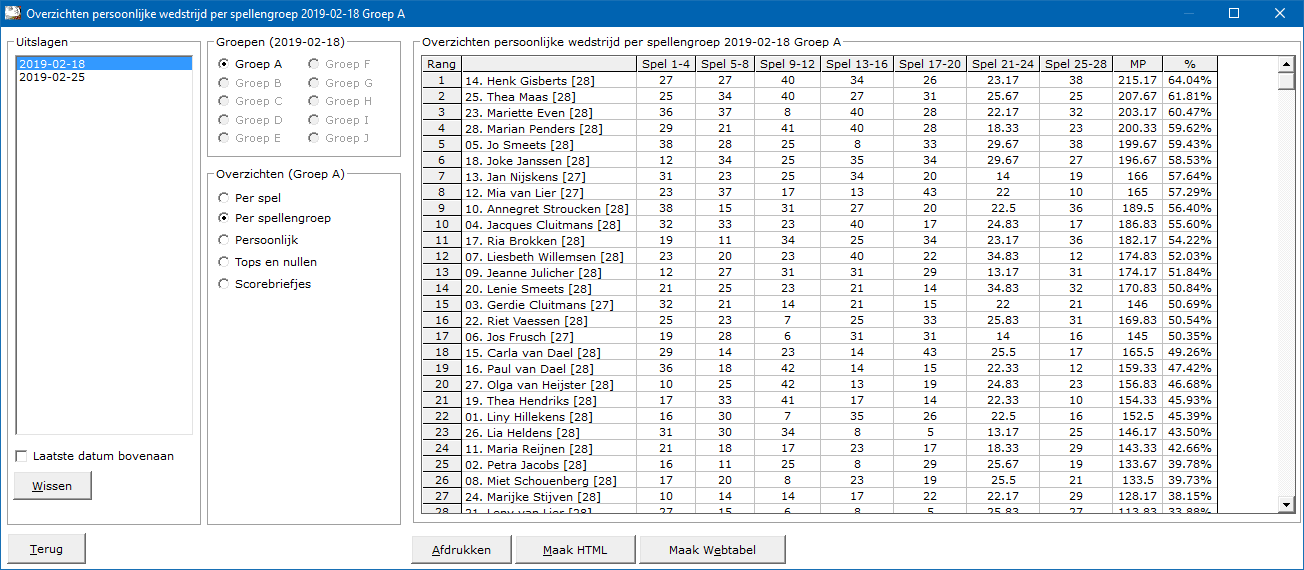 Overzichten persoonlijke wedstrijd per spellengroep 2019-02-18 Groep A
Uitslagen
2019-02-18
2019-02-25
Laatste datum bovenaan
Wissen
Terug
Groepen (2019-02-18)
Groep A Groep F
Groep B Groep G
Groep C Groep H
Groep D Groep I
Groep E Groep J
Overzichten (Groep A)
Per spel
Per spellengroep
Persoonlijk
Tops en nullen
Scorebriefjes
Overzichten persoonlijke wedstrijd per spellengroep 2019-02-18 Groep A
Rang Spel 1-4 Spel 5-8 Spel 9-12 Spel 13-16 Spel 17-20 Spel 21-24 Spel 25-28 MP %
1 14. Henk Gisberts [28] 27 27 40 34 26 23.17 38 215.17 64.04%
2 25. Thea Maas [28] 25 34 40 27 31 25.67 25 207.67 61.81%
3 23. Mariette Even [28] 36 37 8 40 28 22.17 32 203.17 60.47%
4 28. Marian Penders [28] 29 21 41 40 28 18.33 23 200.33 59.62%
5 05. Jo Smeets [28] 38 28 25 8 33 29.67 38 199.67 59.43%
6 18. Joke Janssen [28] 12 34 25 35 34 29.67 27 196.67 58.53%
7 13. Jan Nijskens [27] 31 23 25 34 20 14 19 166 57.64%
8 12. Mia van Lier [27] 23 37 17 13 43 22 10 165 57.29%
9 10. Annegret Stroucken [28] 38 15 31 27 20 22.5 36 189.5 56.40%
10 04. Jacques Cluitmans [28] 32 33 23 40 17 24.83 17 186.83 55.60%
11 17. Ria Brokken [28] 19 11 34 25 34 23.17 36 182.17 54.22%
12 07. Liesbeth Willemsen [28] 23 20 23 40 22 34.83 12 174.83 52.03%
13 09. Jeanne Julicher [28] 12 27 31 31 29 13.17 31 174.17 51.84%
14 20. Lenie Smeets [28] 21 25 23 21 14 34.83 32 170.83 50.84%
15 03. Gerdie Cluitmans [27] 32 21 14 21 15 22 21 146 50.69%
16 22. Riet Vaessen [28] 25 23 7 25 33 25.83 31 169.83 50.54%
17 06. Jos Frusch [27] 19 28 6 31 31 14 16 145 50.35%
18 15. Carla van Dael [28] 29 14 23 14 43 25.5 17 165.5 49.26%
19 16. Paul van Dael [28] 36 18 42 14 15 22.33 12 159.33 47.42%
20 27. Olga van Heijster [28] 10 25 42 13 19 24.83 23 156.83 46.68%
21 19. Thea Hendriks [28] 17 33 41 17 14 22.33 10 154.33 45.93%
22 01. Liny Hillekens [28] 16 30 7 35 26 22.5 16 152.5 45.39%
23 26. Lia Heldens [28] 31 30 34 8 5 13.17 25 146.17 43.50%
24 11. Maria Reijnen [28] 21 18 17 23 17 18.33 29 143.33 42.66%
25 02. Petra Jacobs [28] 16 11 25 8 29 25.67 19 133.67 39.78%
26 08. Miet Schouenberg [28] 17 20 8 23 19 25.5 21 133.5 39.73%
27 24. Marijke Stijven [28] 10 14 14 17 22 22.17 29 128.17 38.15%
28 21. Leny van Lier [28] 27 15 6 8 5 25.83 27 113.83 33.88%
Afdrukken
Maak HTML
Maak Webtabel